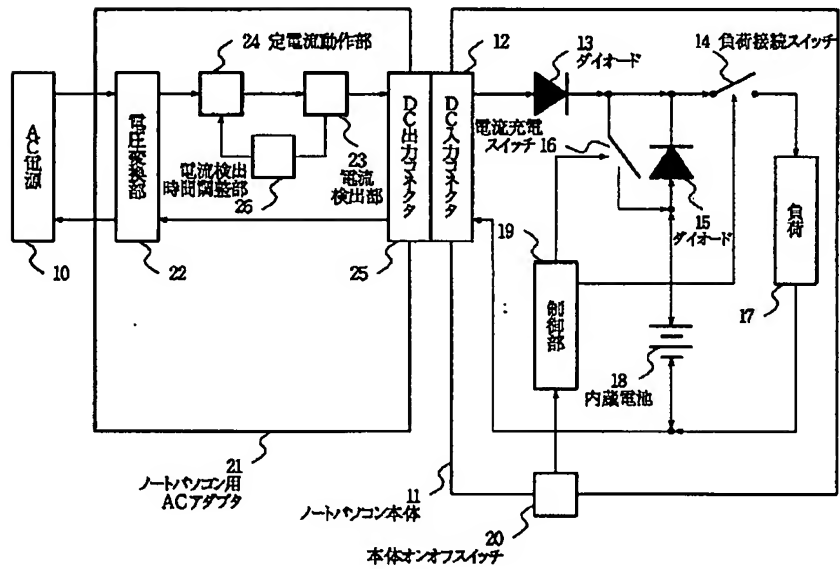 24 定電流動作部
12
13
ダイオード
14 負荷接続スイッチ
AC電源
電圧変換部
電流検出
時間調整部
26
23 電流
検出部
DC出力コネクタ
DC入力コネクタ
電流充電
スイッチ 16
15
ダイオード
負荷
10
22
25
19
制御部
17
18
内蔵電池
21
ノートパソコン用
ACアダプタ
11
ノートパソコン本体
20
本体オンオフスイッチ